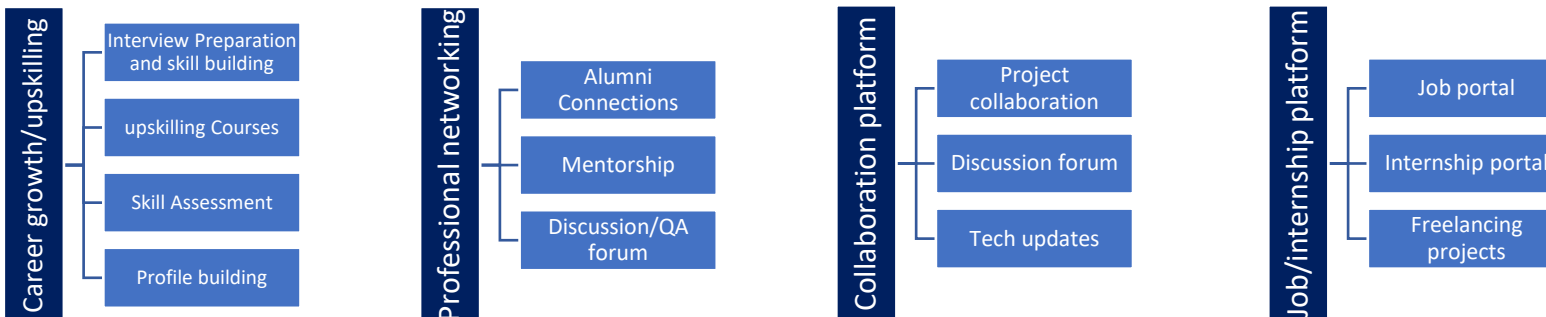 Career growth/upskilling
Interview Preparation
and skill building
upskilling Courses
Skill Assessment
Profile building
Professional networking
Alumni
Connections
Mentorship
Discussion/QA
forum
Collaboration platform
Project
collaboration
Discussion forum
Tech updates
Job/internship platform
Job portal
Internship portal
Freelancing
projects